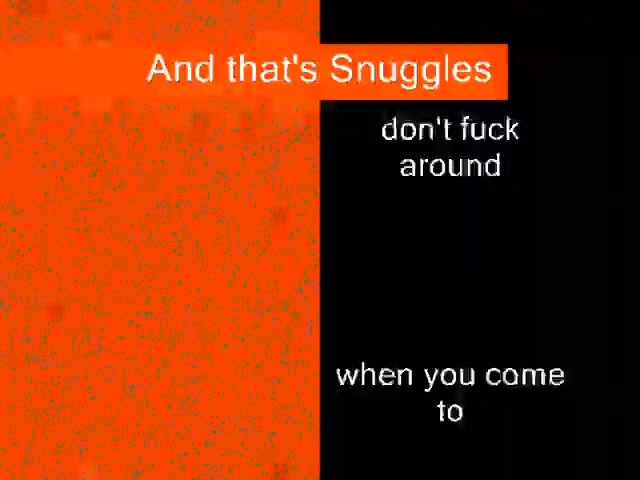 And that's Snuggles
don't fuck
around
when you come
to